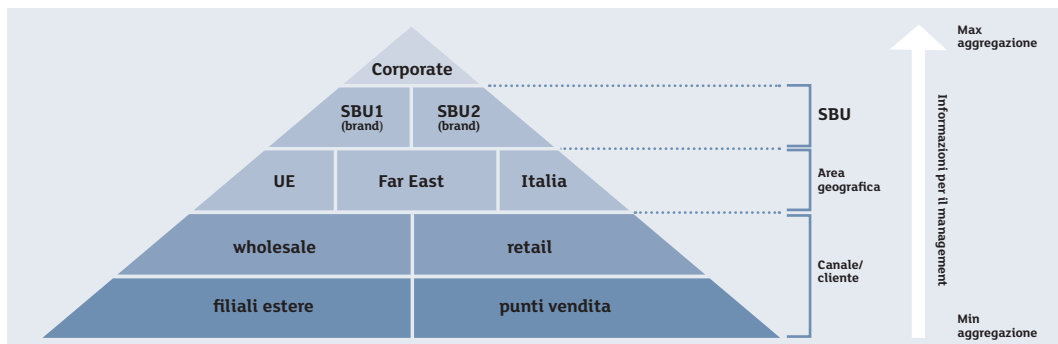 Max
aggregazione
Corporate
SBU1
(brand)
SBU2
(brand)
SBU
UE
Far East
Italia
Area
geografica
wholesale
retail
Canale/
cliente
filiali estere
punti vendita
Informazioni per il management
Min
aggregazione